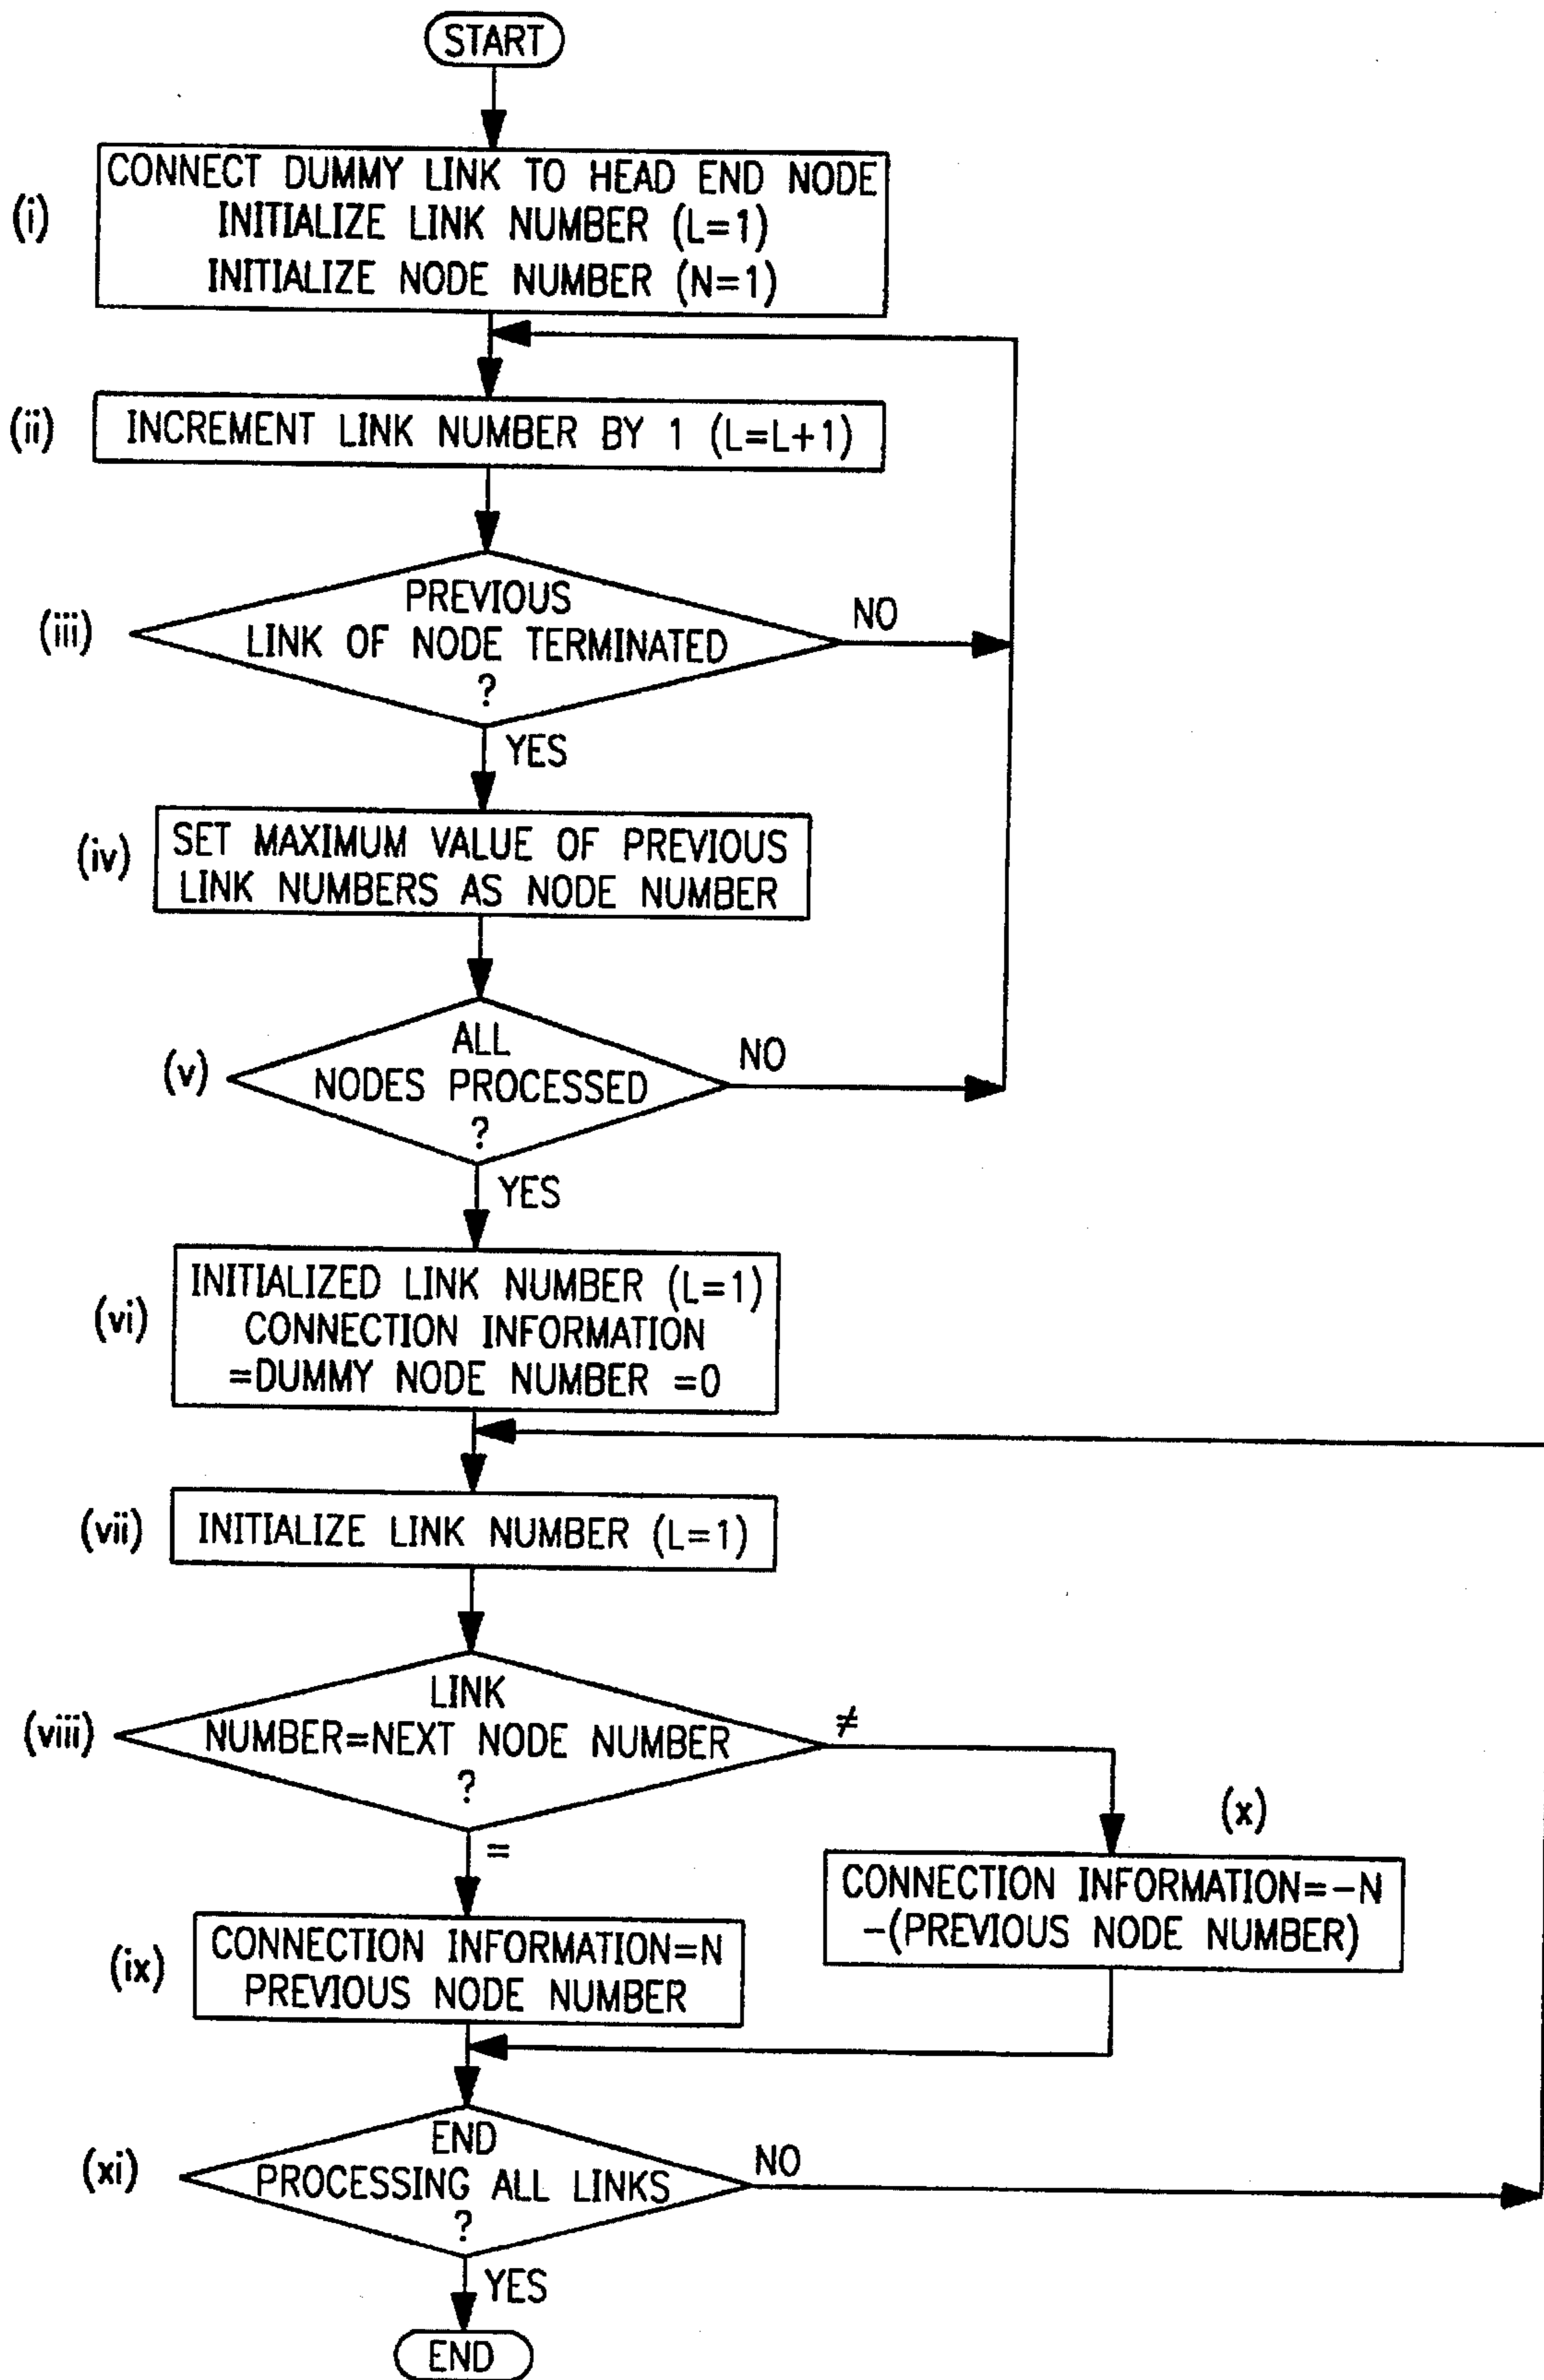 START
(i)
CONNECT DUMMY LINK TO HEAD END NODE
INITIALIZE LINK NUMBER (L=1)
INITIALIZE NODE NUMBER (N=1)
(ii)
INCREMENT LINK NUMBER BY 1 (L=L+1)
(iii)
PREVIOUS
LINK OF NODE TERMINATED
?
NO
YES
(iv)
SET MAXIMUM VALUE OF PREVIOUS
LINK NUMBERS AS NODE NUMBER
(v)
ALL
NODES PROCESSED
?
NO
YES
(vi)
INITIALIZED LINK NUMBER (L=1)
CONNECTION INFORMATION
=DUMMY NODE NUMBER =0
(vii)
INITIALIZE LINK NUMBER (L=1)
(viii)
LINK
NUMBER=NEXT NODE NUMBER
?
≠
=
(x)
CONNECTION INFORMATION=-N
-(PREVIOUS NODE NUMBER)
(ix)
CONNECTION INFORMATION=N
PREVIOUS NODE NUMBER
(xi)
END
PROCESSING ALL LINKS
?
NO
YES
END